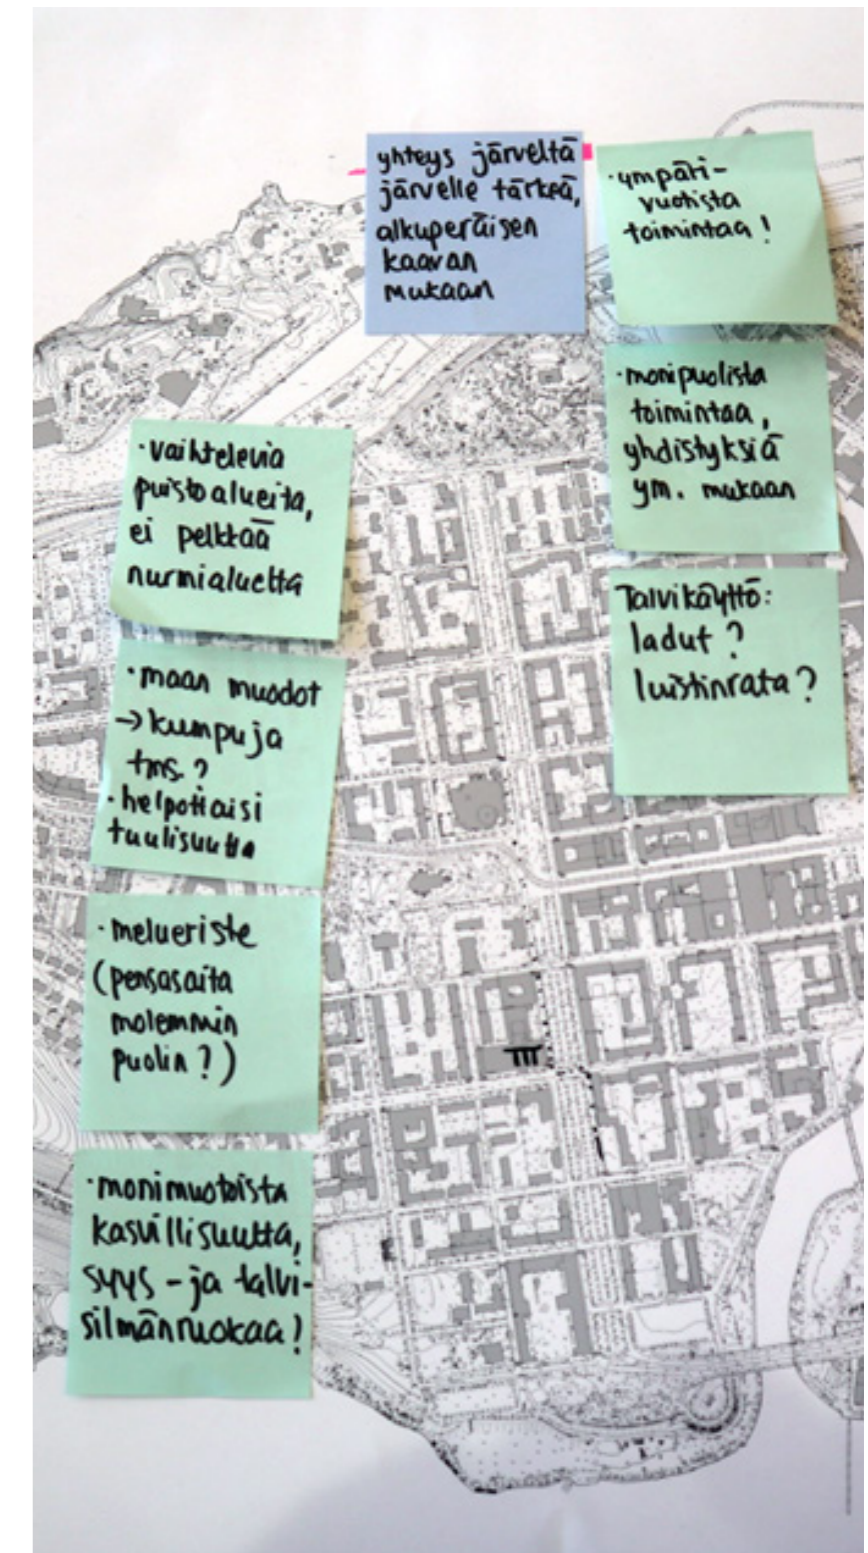 yhteys järveltä
järvelle tärkeä,
alkuperäisen
kaavan
mukaan
·ympäri-
vuotista
toimintaa!
·monipuolista
toimintaa,
yhdistyksiä
ym. mukaan
Talvikäyttö:
ladut?
luistinrata?
·vaihtelevia
puistoalueita,
ei pelkkää
nurmialuetta
·maan muodot
→ kumpuja
tms.?
·helpottaisi
tuulisuutta
·melueriste
(pensasaita
molemmin
puolin?)
·monimuotoista
kasvillisuutta,
syys- ja talvi-
silmänruokaa!